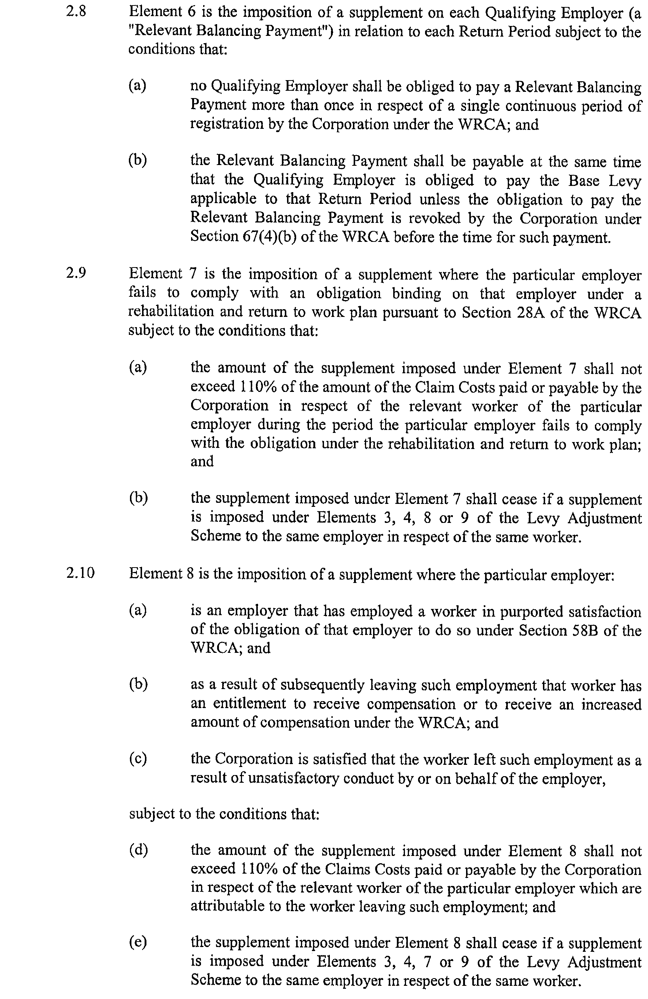 2.8 Element 6 is the imposition of a supplement on each Qualifying Employer (a
"Relevant Balancing Payment") in relation to each Return Period subject to the
conditions that:
(a) no Qualifying Employer shall be obliged to pay a Relevant Balancing
Payment more than once in respect of a single continuous period of
registration by the Corporation under the WRCA; and
(b) the Relevant Balancing Payment shall be payable at the same time
that the Qualifying Employer is obliged to pay the Base Levy
applicable to that Return Period unless the obligation to pay the
Relevant Balancing Payment is revoked by the Corporation under
Section 67(4)(b) of the WRCA before the time for such payment.
2.9 Element 7 is the imposition of a supplement where the particular employer
fails to comply with an obligation binding on that employer under a
rehabilitation and return to work plan pursuant to Section 28A of the WRCA
subject to the conditions that:
(a) the amount of the supplement imposed under Element 7 shall not
exceed 110% of the amount of the Claim Costs paid or payable by the
Corporation in respect of the relevant worker of the particular
employer during the period the particular employer fails to comply
with the obligation under the rehabilitation and return to work plan;
and
(b) the supplement imposed under Element 7 shall cease if a supplement
is imposed under Elements 3, 4, 8 or 9 of the Levy Adjustment
Scheme to the same employer in respect of the same worker.
2.10 Element 8 is the imposition of a supplement where the particular employer:
(a) is an employer that has employed a worker in purported satisfaction
of the obligation of that employer to do so under Section 58B of the
WRCA; and
(b) as a result of subsequently leaving such employment that worker has
an entitlement to receive compensation or to receive an increased
amount of compensation under the WRCA; and
(c) the Corporation is satisfied that the worker left such employment as a
result of unsatisfactory conduct by or on behalf of the employer,
subject to the conditions that:
(d) the amount of the supplement imposed under Element 8 shall not
exceed 110% of the Claims Costs paid or payable by the Corporation
in respect of the relevant worker of the particular employer which are
attributable to the worker leaving such employment; and
(e) the supplement imposed under Element 8 shall cease if a supplement
is imposed under Elements 3, 4, 7 or 9 of the Levy Adjustment
Scheme to the same employer in respect of the same worker.